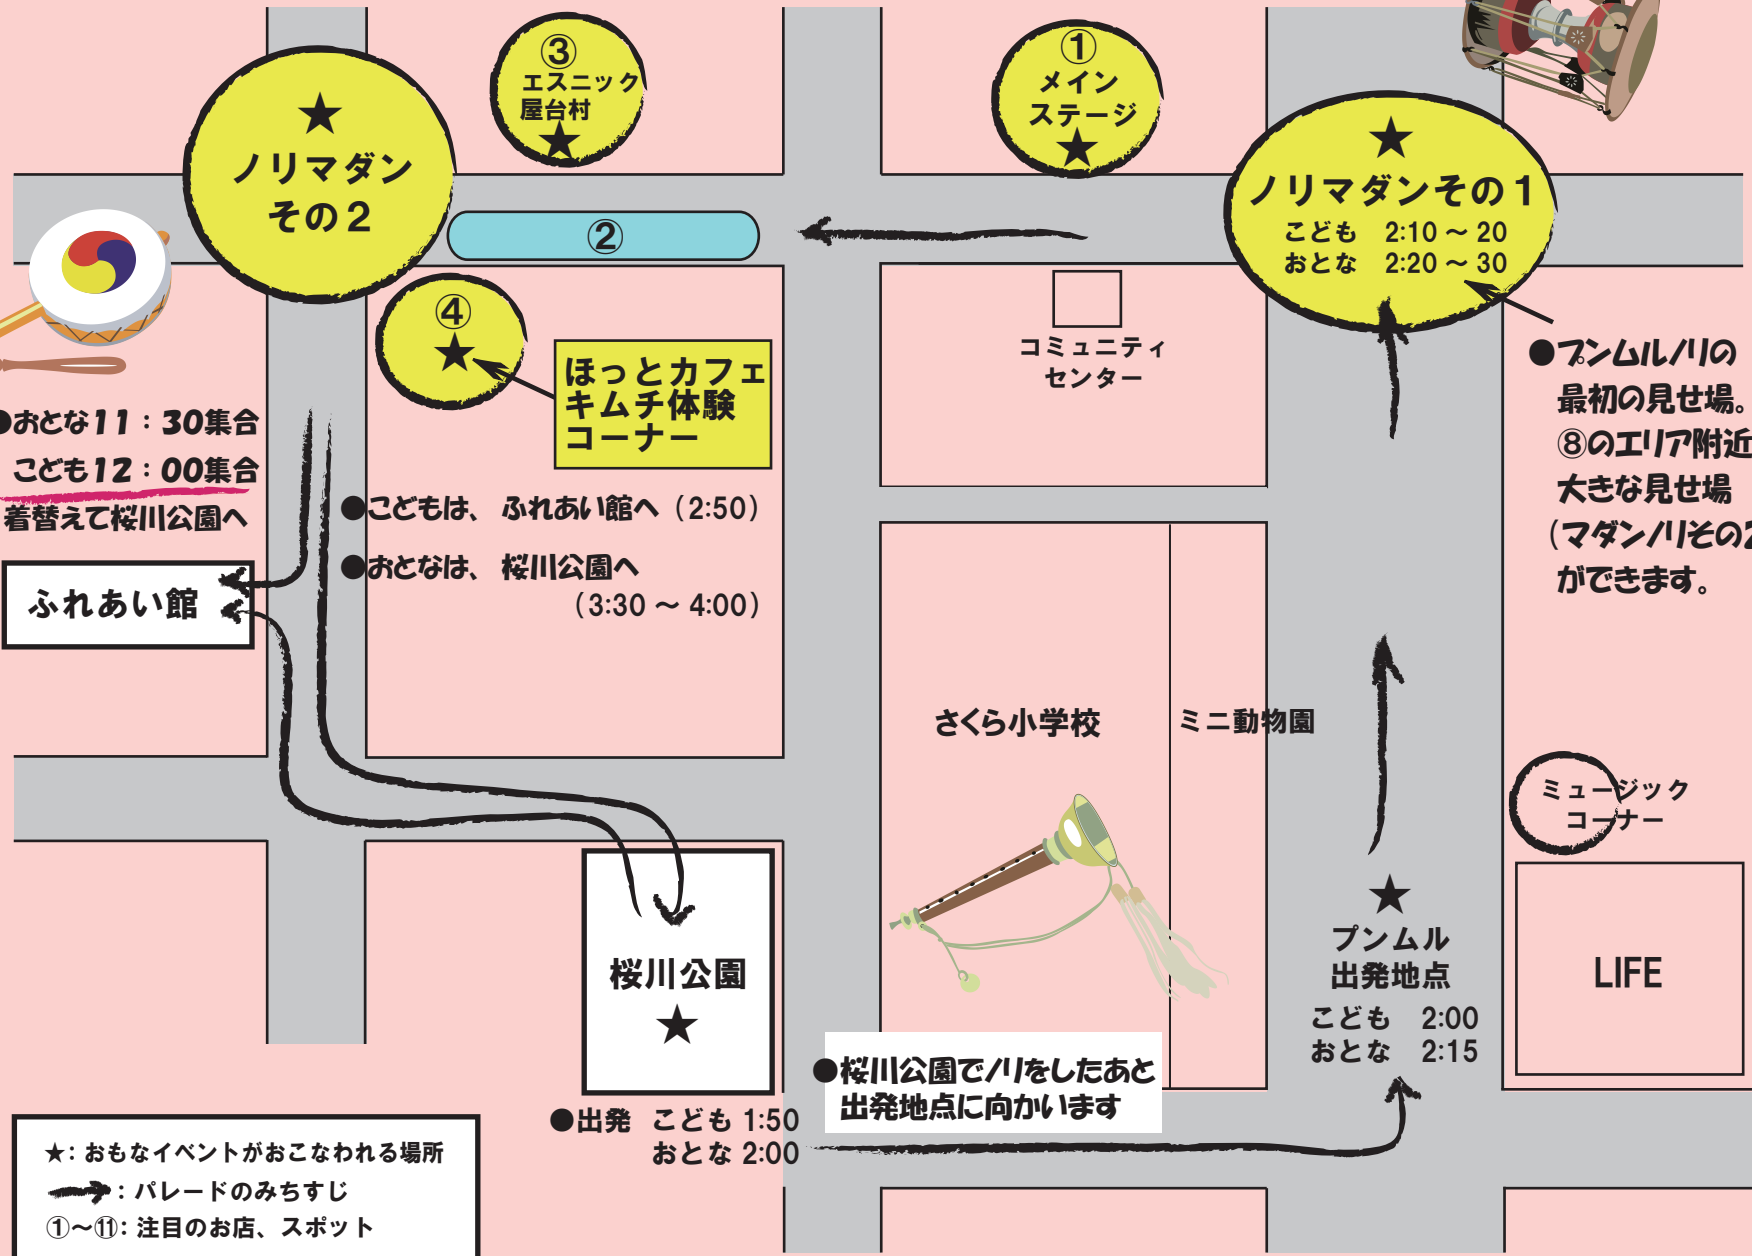 ③
エスニック
屋台村
★
①
メイン
ステージ
★
★
ノリマダン
その2
②
★
ノリマダンその1
こども 2:10～20
おとな 2:20～30
④
★
ほっとカフェ
キムチ体験
コーナー
コミュニティ
センター
●プンムルノリの
最初の見せ場。
⑧のエリア附近
大きな見せ場
(マダンノリその2
ができます。
●おとな11:30集合
こども12:00集合
着替えて桜川公園へ
●こどもは、ふれあい館へ(2:50)
●おとなは、桜川公園へ
(3:30～4:00)
ふれあい館
さくら小学校
ミニ動物園
ミュージック
コーナー
★
プンムル
出発地点
こども 2:00
おとな 2:15
LIFE
桜川公園
★
●桜川公園でノリをしたあと
出発地点に向かいます
●出発 こども 1:50
おとな 2:00
★:おもなイベントがおこなわれる場所
:パレードのみちすじ
①～⑪:注目のお店、スポット